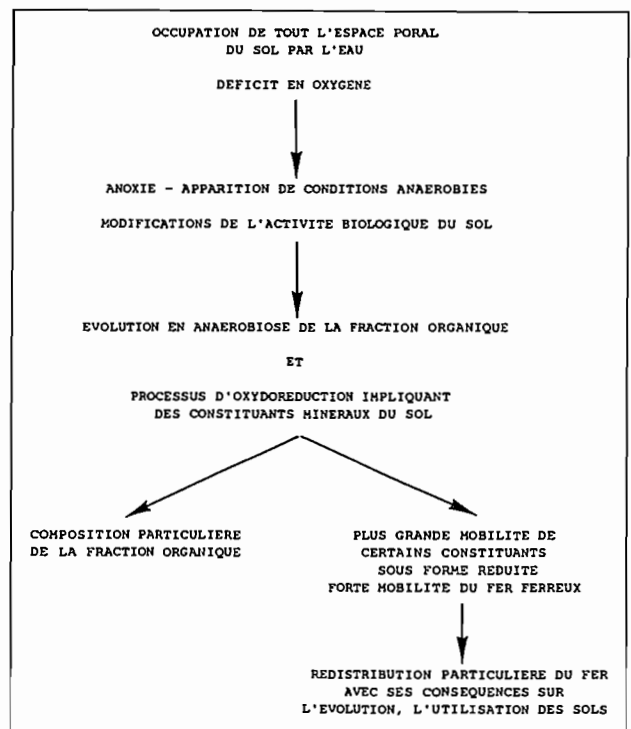 OCCUPATION DE TOUT L'ESPACE PORAL
DU SOL PAR L'EAU
DEFICIT EN OXYGENE
ANOXIE - APPARITION DE CONDITIONS ANAEROBIES
MODIFICATIONS DE L'ACTIVITE BIOLOGIQUE DU SOL
EVOLUTION EN ANAEROBIOSE DE LA FRACTION ORGANIQUE
ET
PROCESSUS D'OXYDOREDUCTION IMPLIQUANT
DES CONSTITUANTS MINERAUX DU SOL
COMPOSITION PARTICULIERE
DE LA FRACTION ORGANIQUE
PLUS GRANDE MOBILITE DE
CERTAINS CONSTITUANTS
SOUS FORME REDUITE
FORTE MOBILITE DU FER FERREUX
REDISTRIBUTION PARTICULIERE DU FER
AVEC SES CONSEQUENCES SUR
L'EVOLUTION, L'UTILISATION DES SOLS